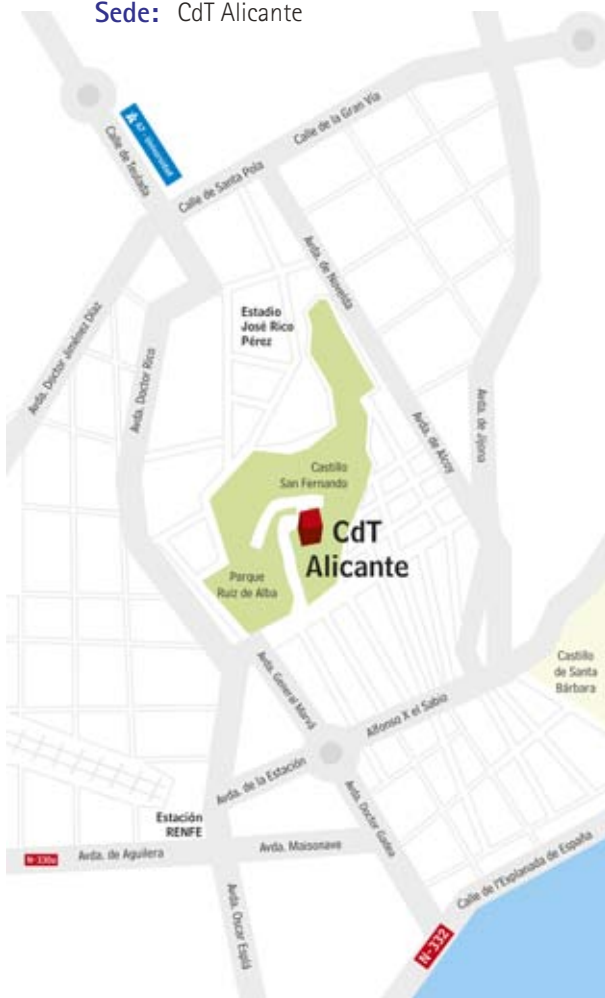 Sede: CdT Alicante
A7 - Universidad
Calle de Teulada
Calle de la Gran Vía
Calle de Santa Pola
Avda. de Novelda
Estadio
José Rico
Pérez
Avda. Doctor Jiménez Díaz
Avda. Doctor Rico
Avda. de Alcoy
Avda. de Jijona
Castillo
San Fernando
CdT
Alicante
Parque
Ruiz de Alba
Castillo
de Santa
Bárbara
Avda. General Marvá
Alfonso X el Sabio
Avda. de la Estación
Avda. Doctor Gadea
Estación
RENFE
N-330a
Avda. de Aguilera
Avda. Maisonave
Calle de l'Explanada de España
Avda. Oscar Esplá
N-332